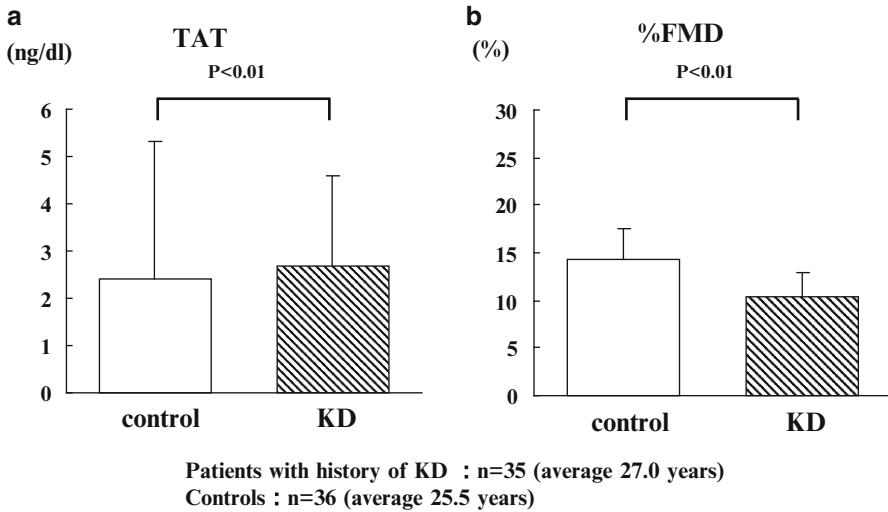 a
TAT
(ng/dl)
P<0.01
6
5
4
3
2
1
0
control KD
b
%FMD
(%)
P<0.01
30
25
20
15
10
5
0
control KD
Patients with history of KD : n=35 (average 27.0 years)
Controls : n=36 (average 25.5 years)